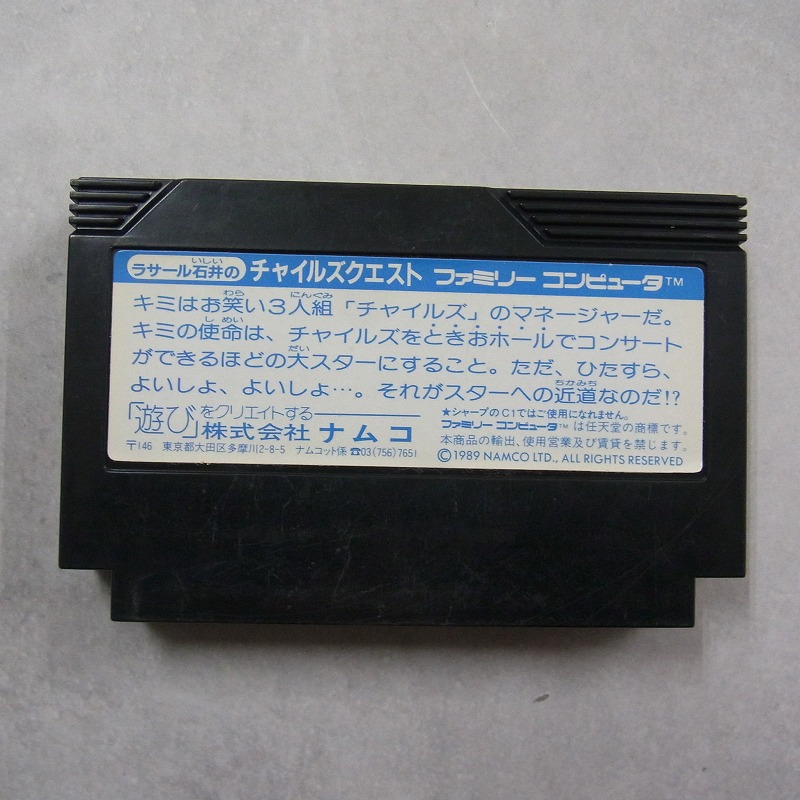 ラサール石井の チャイルズクエスト ファミリー コンピュータ™
キミはお笑い3人組「チャイルズ」のマネージャーだ。
キミの使命は、チャイルズをときおホールでコンサート
ができるほどの大スターにすること。ただ、ひたすら、
よいしょ、よいしょ…。それがスターへの近道なのだ!?
「遊び」をクリエイトする
株式会社 ナムコ
〒146 東京都大田区多摩川2-8-5 ナムコット係 ☎03(756)7651
★シャープのC1ではご使用になれません。
ファミリー コンピュータ™ は任天堂の商標です。
本商品の輸出、使用営業及び賃貸を禁じます。
©1989 NAMCO LTD., ALL RIGHTS RESERVED